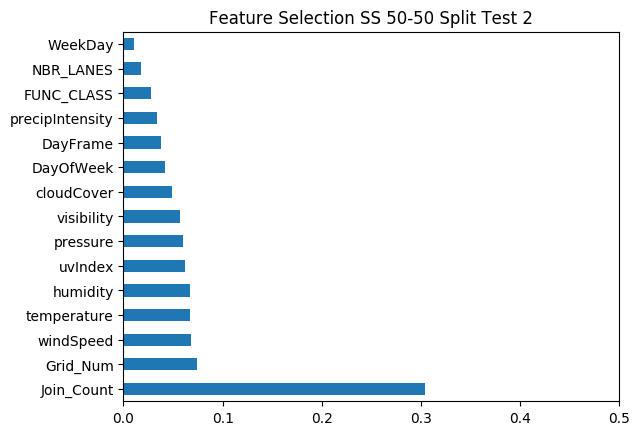 Feature Selection SS 50-50 Split Test 2
WeekDay
NBR_LANES
FUNC_CLASS
precipIntensity
DayFrame
DayOfWeek
cloudCover
visibility
pressure
uvIndex
humidity
temperature
windSpeed
Grid_Num
Join_Count
0.0 0.1 0.2 0.3 0.4 0.5